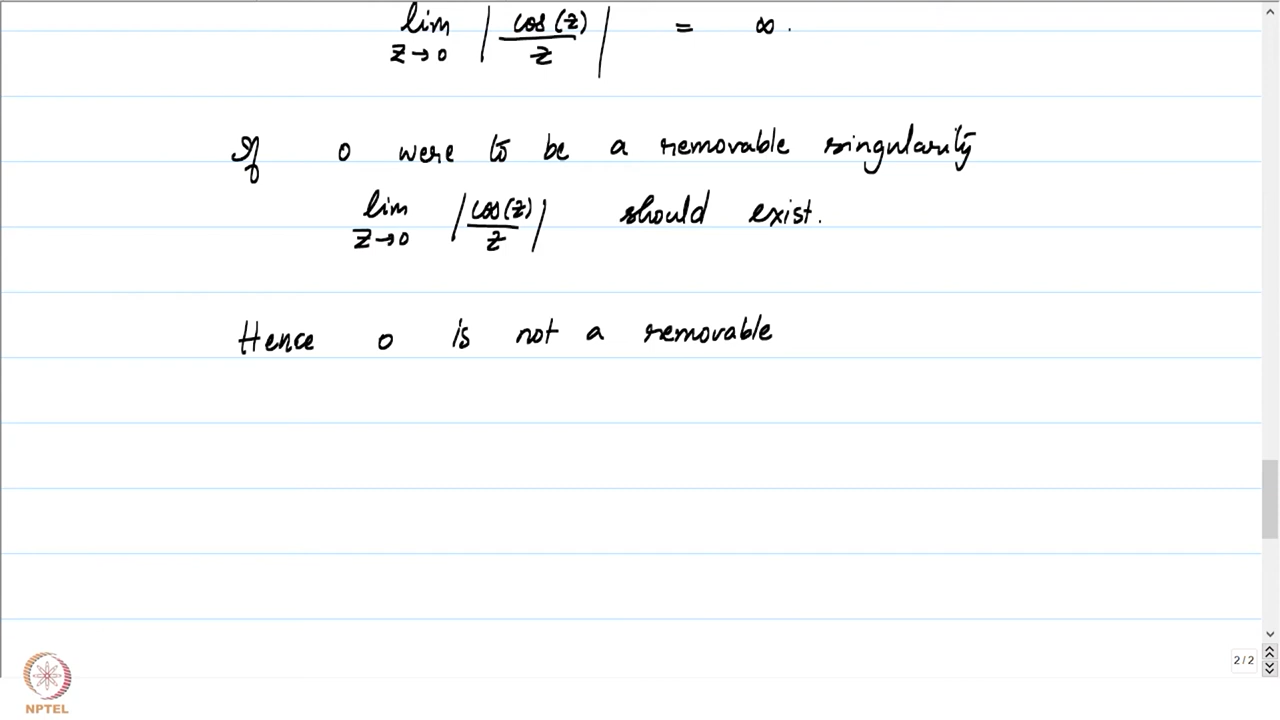 lim z→0 | cos(z)/z | = ∞.
If 0 were to be a removable singularity
lim z→0 | cos(z)/z | should exist.
Hence 0 is not a removable
2/2
NPTEL